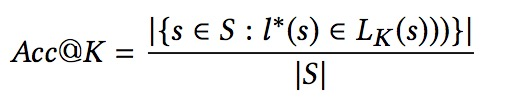 Acc@K = |{s ∈ S : l*(s) ∈ L_K(s)))}| / |S|